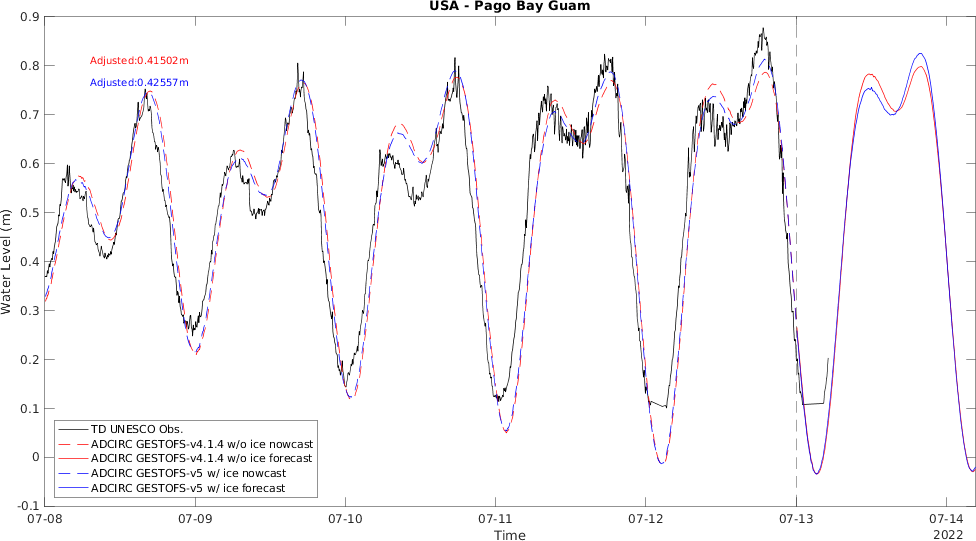 USA - Pago Bay Guam
0.9
0.8
0.7
0.6
0.5
0.4
0.3
0.2
0.1
0
-0.1
Water Level (m)
Adjusted:0.41502m
Adjusted:0.42557m
TD UNESCO Obs.
ADCIRC GESTOFS-v4.1.4 w/o ice nowcast
ADCIRC GESTOFS-v4.1.4 w/o ice forecast
ADCIRC GESTOFS-v5 w/ ice nowcast
ADCIRC GESTOFS-v5 w/ ice forecast
07-08 07-09 07-10 07-11 07-12 07-13 07-14
Time
2022